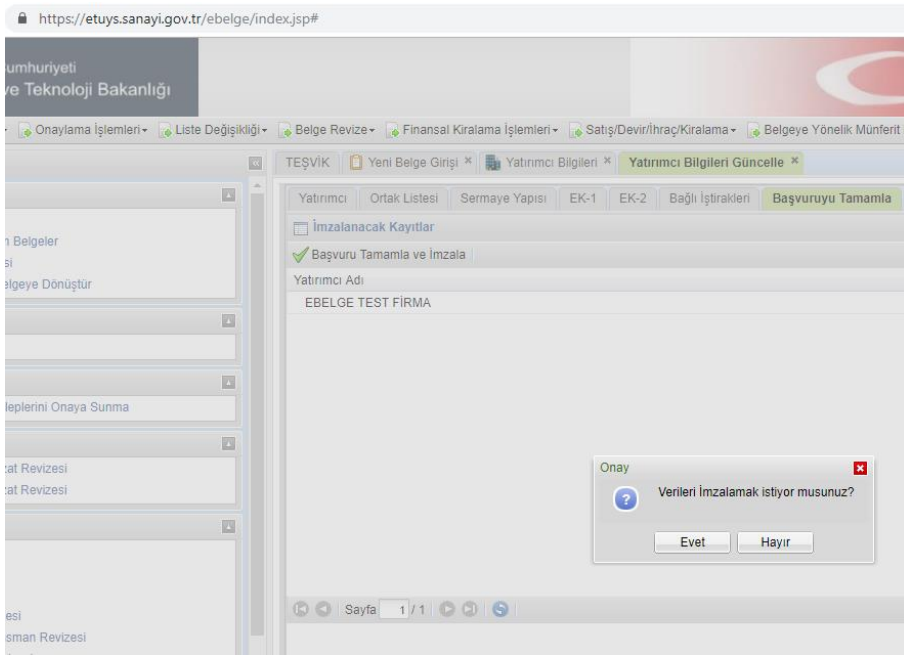 https://etuys.sanayi.gov.tr/ebelge/index.jsp#
umhuriyeti
ve Teknoloji Bakanlığı
Onaylama İşlemleri Liste Değişikliği Belge Revize Finansal Kiralama İşlemleri Satış/Devir/İhraç/Kiralama Belgeye Yönelik Münferit
TEŞVİK Yeni Belge Girişi Yatırımcı Bilgileri Yatırımcı Bilgileri Güncelle
Yatırımcı Ortak Listesi Sermaye Yapısı EK-1 EK-2 Bağlı İştirakleri Başvuruyu Tamamla
İmzalanacak Kayıtlar
Başvuru Tamamla ve İmzala
Yatırımcı Adı
EBELGE TEST FİRMA
n Belgeler
si
elgeye Dönüştür
leplerini Onaya Sunma
zat Revizesi
zat Revizesi
esi
sman Revizesi
Onay
Verileri İmzalamak istiyor musunuz?
Evet Hayır
Sayfa 1 / 1